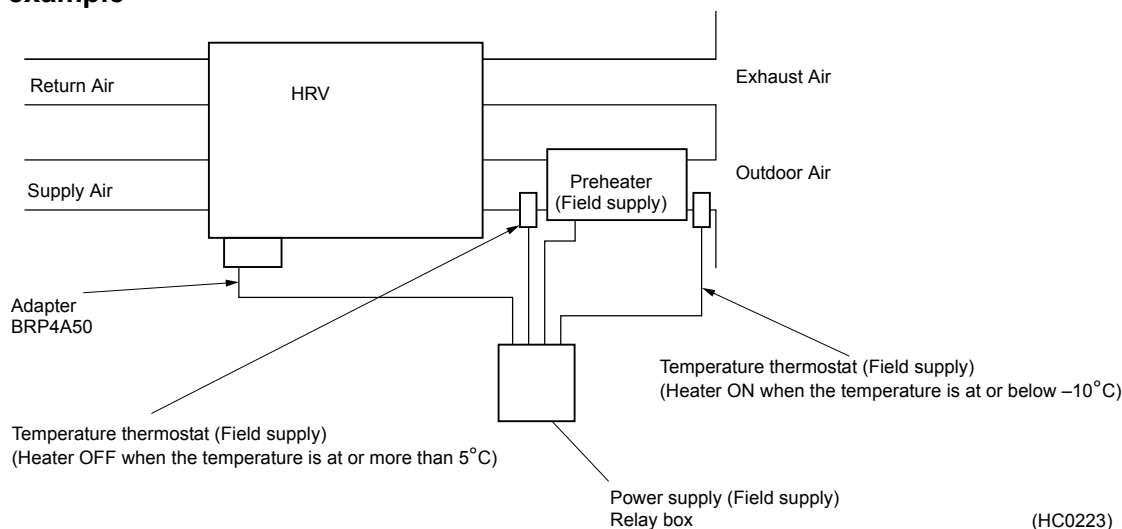 example
Return Air
HRV
Exhaust Air
Supply Air
Preheater
(Field supply)
Outdoor Air
Adapter
BRP4A50
Temperature thermostat (Field supply)
(Heater ON when the temperature is at or below –10°C)
Temperature thermostat (Field supply)
(Heater OFF when the temperature is at or more than 5°C)
Power supply (Field supply)
Relay box
(HC0223)